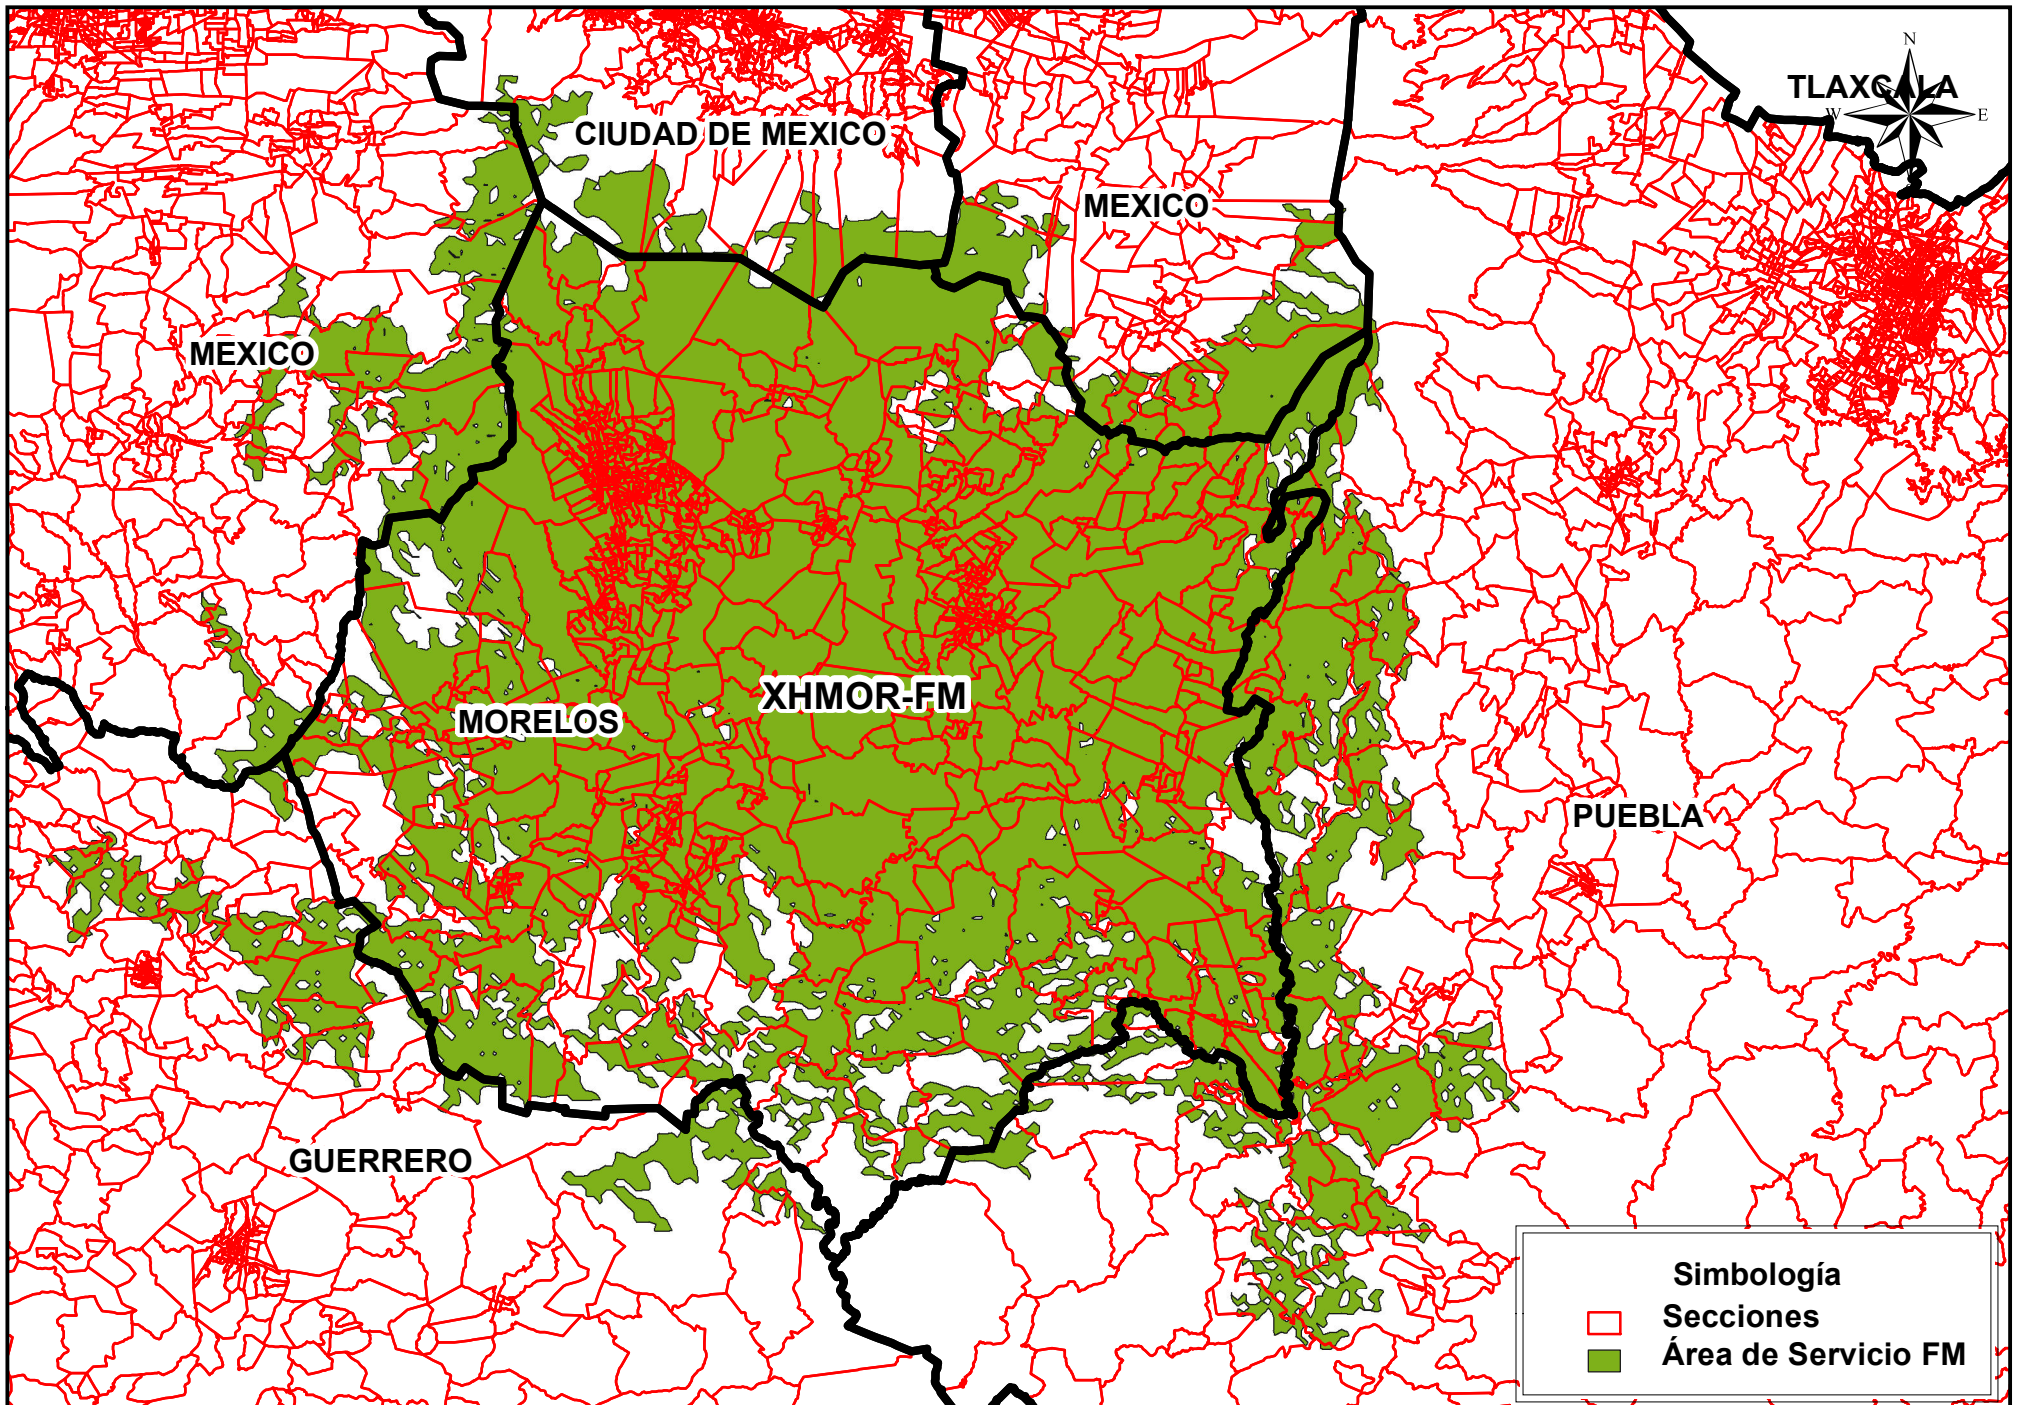 N
TLAXCALA
W
E
CIUDAD DE MEXICO
MEXICO
MEXICO
XHMOR-FM
MORELOS
PUEBLA
GUERRERO
Simbología
Secciones
Área de Servicio FM